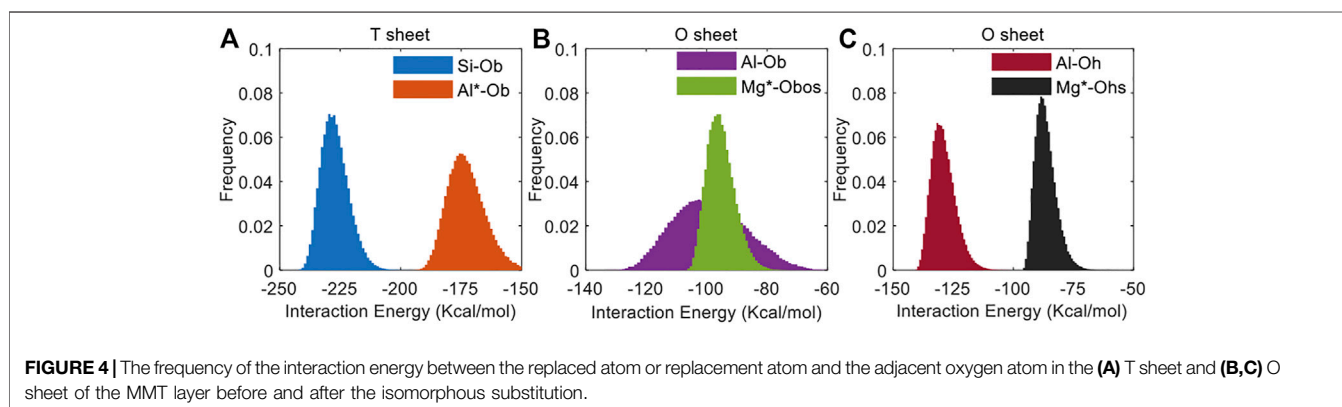 A
T sheet
Si-Ob
Al*-Ob
0.1
0.08
0.06
0.04
0.02
0
Frequency
-250 -225 -200 -175 -150
Interaction Energy (Kcal/mol)
B
O sheet
Al-Ob
Mg*-Obos
0.1
0.08
0.06
0.04
0.02
0
Frequency
-140 -120 -100 -80 -60
Interaction Energy (Kcal/mol)
C
O sheet
Al-Oh
Mg*-Ohs
0.1
0.08
0.06
0.04
0.02
0
Frequency
-150 -125 -100 -75 -50
Interaction Energy (Kcal/mol)
FIGURE 4 | The frequency of the interaction energy between the replaced atom or replacement atom and the adjacent oxygen atom in the (A) T sheet and (B,C) O
sheet of the MMT layer before and after the isomorphous substitution.